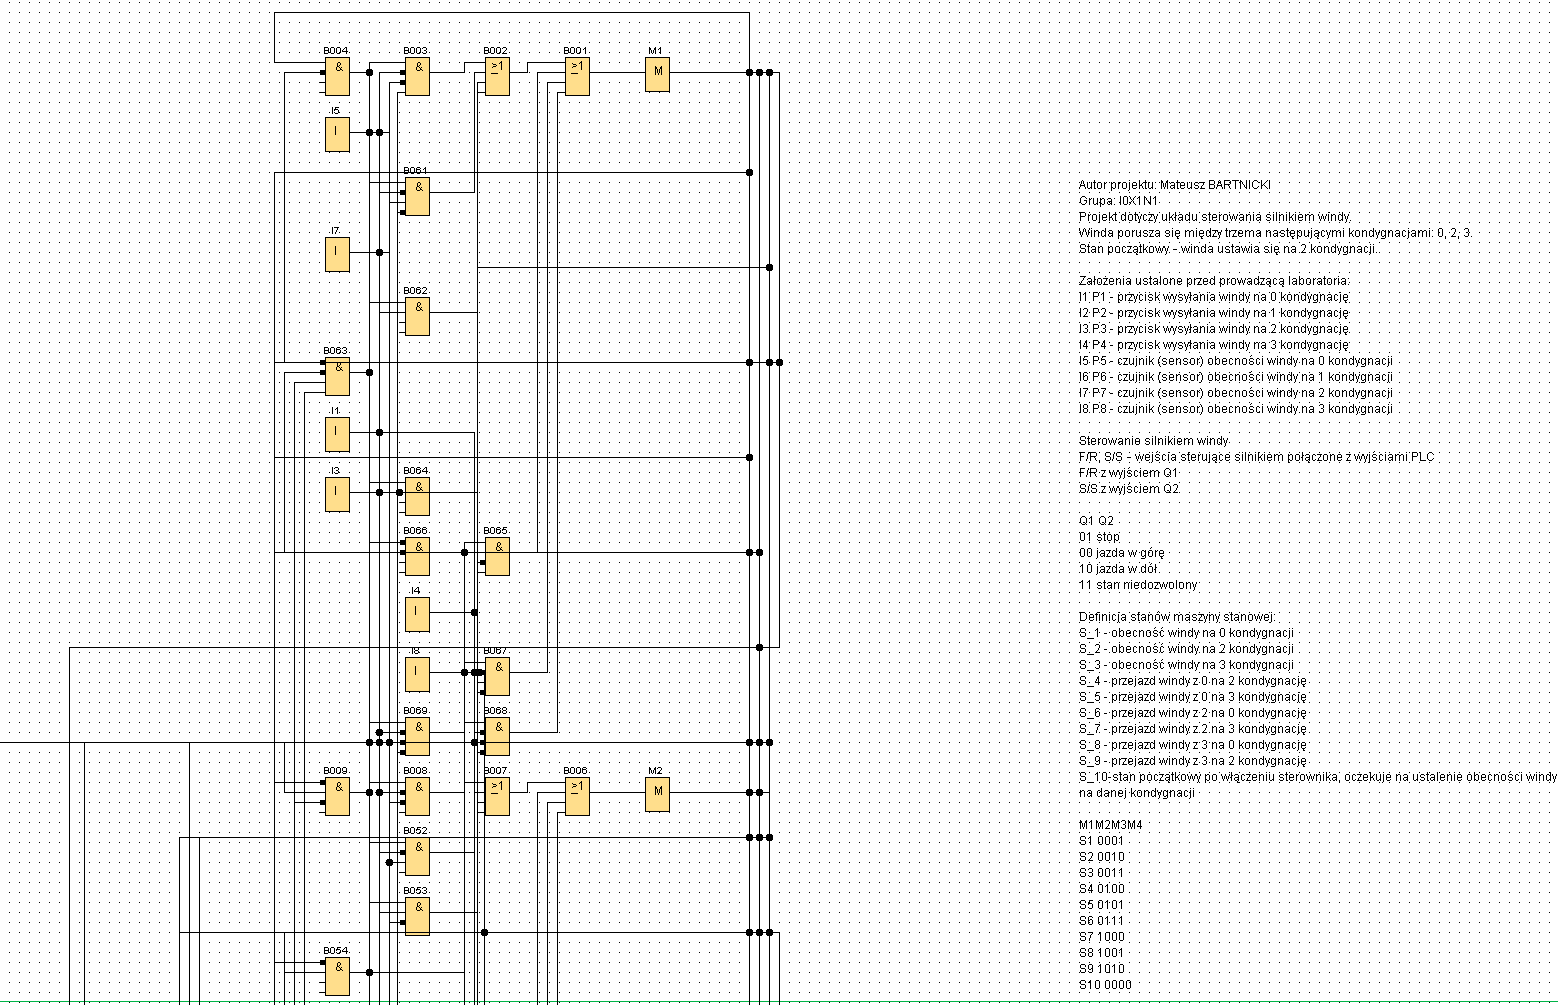 B004
B003
B002
B001
M1
&
&
>1
>1
M
I5
I
B061
&
I7
I
B062
&
B063
&
I1
I
I3
I
B064
&
B066
&
B065
&
I4
I
I8
I
B067
&
B069
&
B068
&
B009
B008
B007
B006
M2
&
&
>1
>1
M
B052
&
B053
&
B054
&
Autor projektu: Mateusz BARTNICKI
Grupa: I0X1N1
Projekt dotyczy układu sterowania silnikiem windy.
Winda porusza się między trzema następującymi kondygnacjami: 0, 2, 3.
Stan początkowy - winda ustawia się na 2 kondygnacji.
Założenia ustalone przed prowadzącą laboratoria:
I1 P1 - przycisk wysyłania windy na 0 kondygnację
I2 P2 - przycisk wysyłania windy na 1 kondygnację
I3 P3 - przycisk wysyłania windy na 2 kondygnację
I4 P4 - przycisk wysyłania windy na 3 kondygnację
I5 P5 - czujnik (sensor) obecności windy na 0 kondygnacji
I6 P6 - czujnik (sensor) obecności windy na 1 kondygnacji
I7 P7 - czujnik (sensor) obecności windy na 2 kondygnacji
I8 P8 - czujnik (sensor) obecności windy na 3 kondygnacji
Sterowanie silnikiem windy
F/R, S/S - wejścia sterujące silnikiem połączone z wyjściami PLC
F/R z wyjściem Q1
S/S z wyjściem Q2
Q1 Q2
01 stop
00 jazda w górę
10 jazda w dół.
11 stan niedozwolony
Definicja stanów maszyny stanowej:
S_1 - obecność windy na 0 kondygnacji
S_2 - obecność windy na 2 kondygnacji
S_3 - obecność windy na 3 kondygnacji
S_4 - przejazd windy z 0 na 2 kondygnację
S_5 - przejazd windy z 0 na 3 kondygnację
S_6 - przejazd windy z 2 na 0 kondygnację
S_7 - przejazd windy z 2 na 3 kondygnację
S_8 - przejazd windy z 3 na 0 kondygnację
S_9 - przejazd windy z 3 na 2 kondygnację
S_10-stan początkowy po włączeniu sterownika, oczekuje na ustalenie obecności windy
na danej kondygnacji
M1M2M3M4
S1 0001
S2 0010
S3 0011
S4 0100
S5 0101
S6 0111
S7 1000
S8 1001
S9 1010
S10 0000